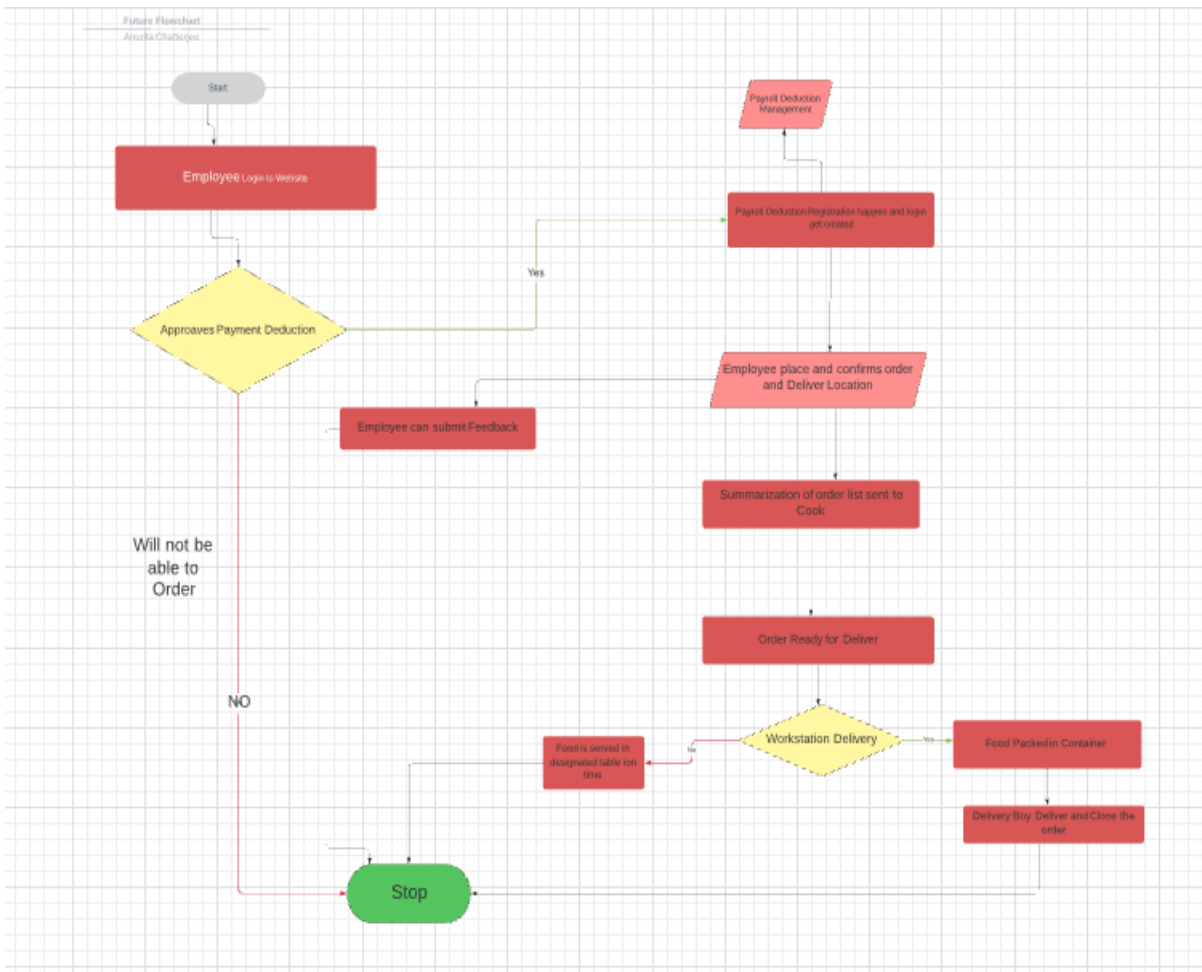 Future Flowchart
Anurita Chatterjee
Start
Payroll Deduction
Management
Employee Login to Website
Payroll Deduction Registration happen and login
get created
Yes
Approaves Payment Deduction
Employee place and confirms order
and Deliver Location
Employee can submit Feedback
Summarization of order list sent to
Cook
Will not be
able to
Order
Order Ready for Deliver
NO
Workstation Delivery
Yes
Food Packed in Container
No
Food is served in
designated table ion
time
Delivery Boy Deliver and Close the
order
Stop